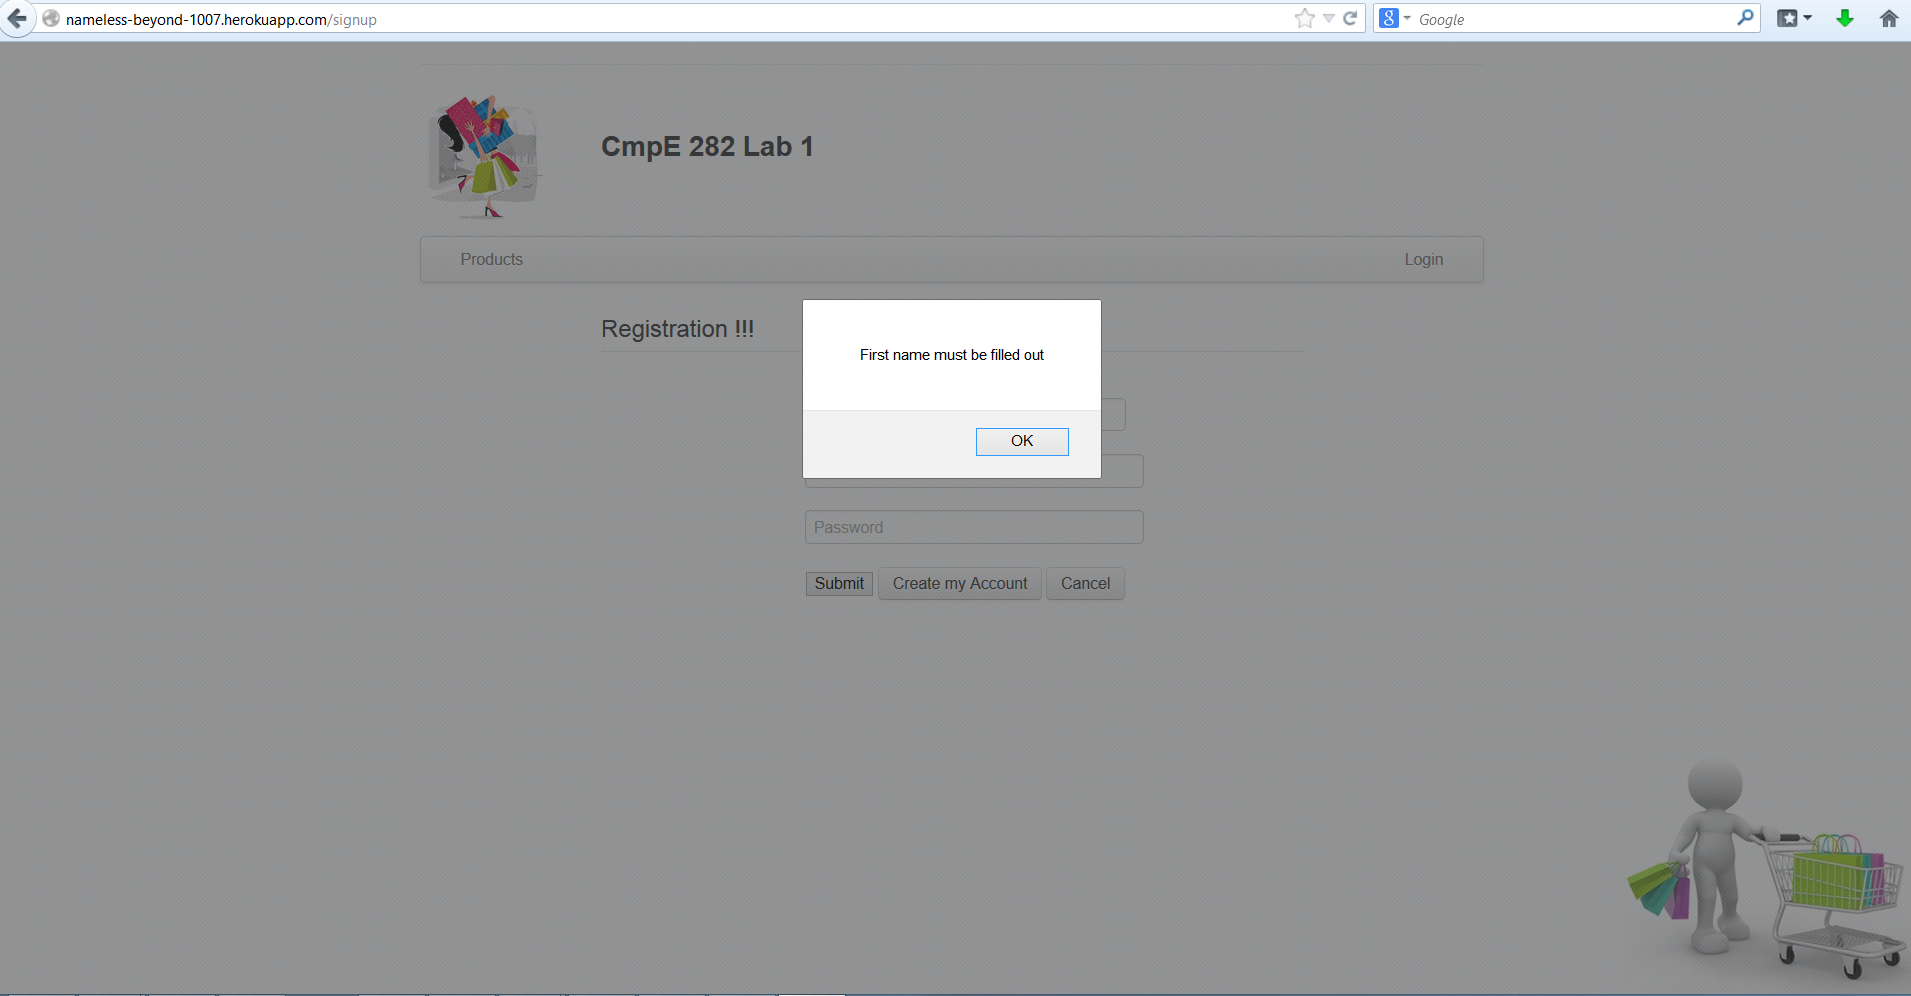 nameless-beyond-1007.herokuapp.com/signup
g Google
CmpE 282 Lab 1
Products Login
Registration !!!
First name must be filled out
OK
Password
Submit Create my Account Cancel